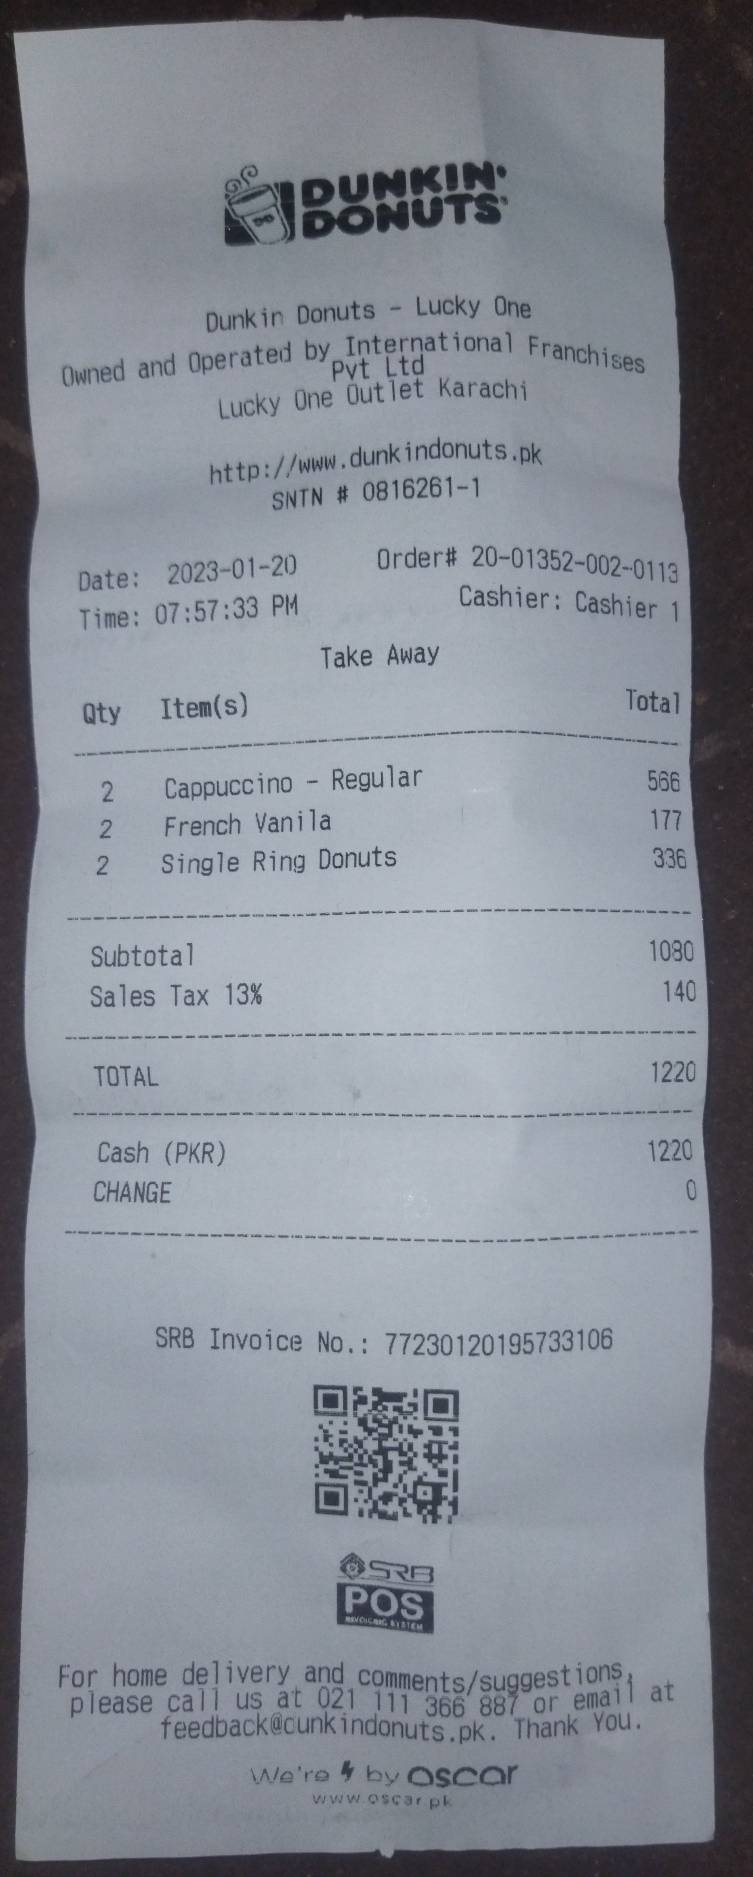 DUNKIN'
DONUTS
Dunkin Donuts - Lucky One
Owned and Operated by International Franchises
Pvt Ltd
Lucky One Outlet Karachi
http://www.dunkindonuts.pk
SNTN # 0816261-1
Date: 2023-01-20 Order# 20-01352-002-0113
Time: 07:57:33 PM Cashier: Cashier 1
Take Away
Qty Item(s) Total
2 Cappuccino - Regular 566
2 French Vanila 177
2 Single Ring Donuts 336
Subtotal 1080
Sales Tax 13% 140
TOTAL 1220
Cash (PKR) 1220
CHANGE 0
SRB Invoice No.: 77230120195733106
SRB
POS
INVOICING SYSTEM
For home delivery and comments/suggestions,
please call us at 021 111 366 887 or email at
feedback@dunkindonuts.pk. Thank You.
We're by oscar
www.oscar.pk